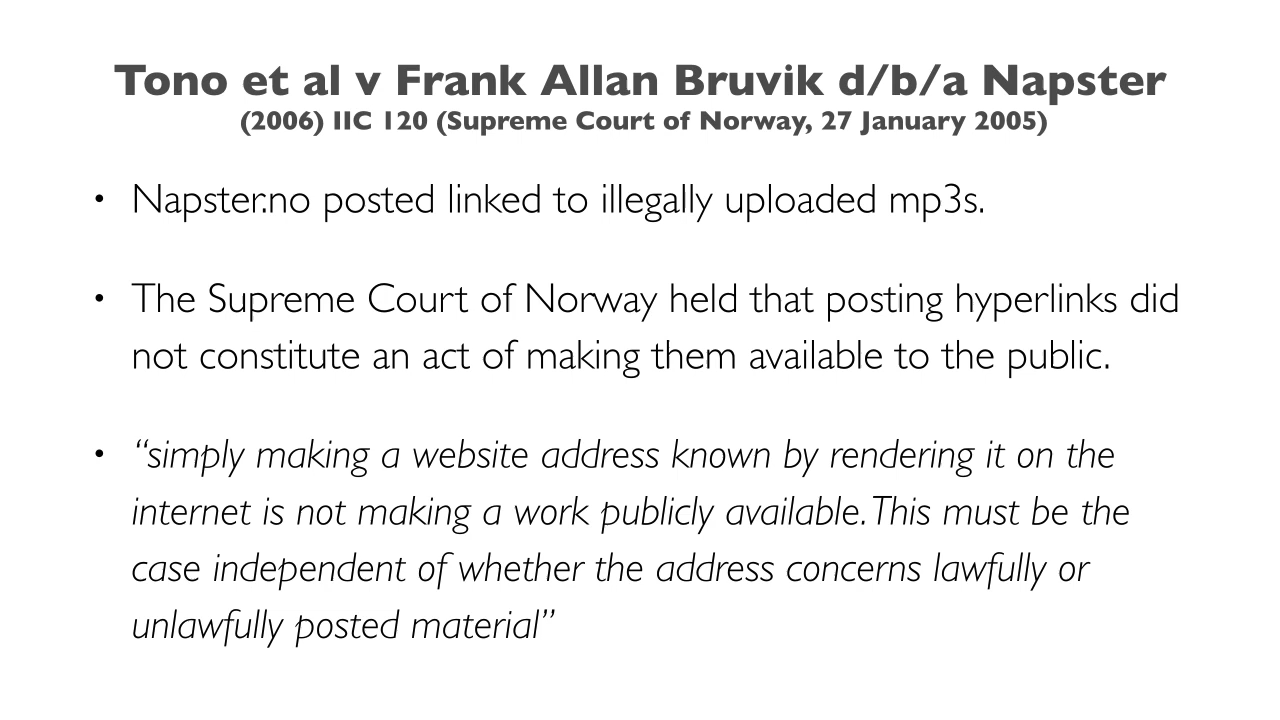 Tono et al v Frank Allan Bruvik d/b/a Napster
(2006) IIC 120 (Supreme Court of Norway, 27 January 2005)
• Napster.no posted linked to illegally uploaded mp3s.
• The Supreme Court of Norway held that posting hyperlinks did
not constitute an act of making them available to the public.
• “simply making a website address known by rendering it on the
internet is not making a work publicly available. This must be the
case independent of whether the address concerns lawfully or
unlawfully posted material”